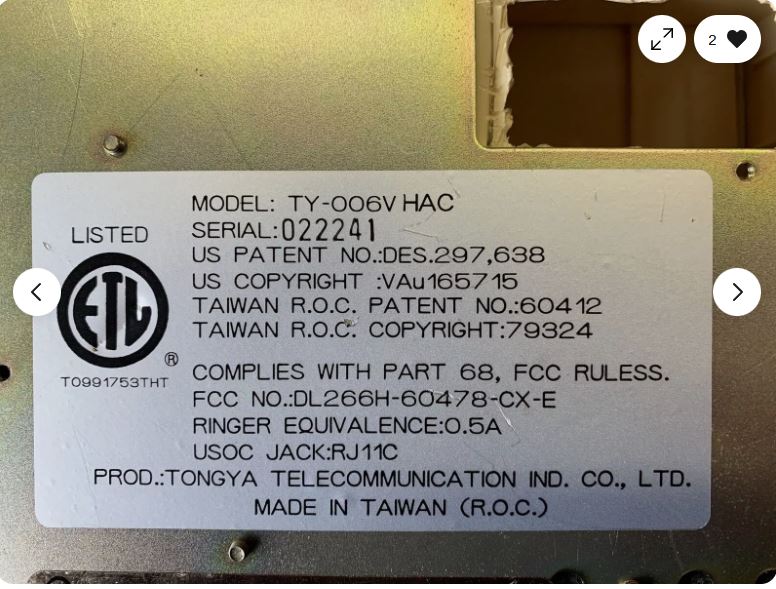 2
MODEL: TY-006V HAC
SERIAL:022241
LISTED
US PATENT NO.:DES.297,638
US COPYRIGHT :VAu165715
TAIWAN R.O.C. PATENT NO.:60412
TAIWAN R.O.C. COPYRIGHT:79324
ETL
®
T0991753THT
COMPLIES WITH PART 68, FCC RULESS.
FCC NO.:DL266H-60478-CX-E
RINGER EQUIVALENCE:0.5A
USOC JACK:RJ11C
PROD.:TONGYA TELECOMMUNICATION IND. CO., LTD.
MADE IN TAIWAN (R.O.C.)